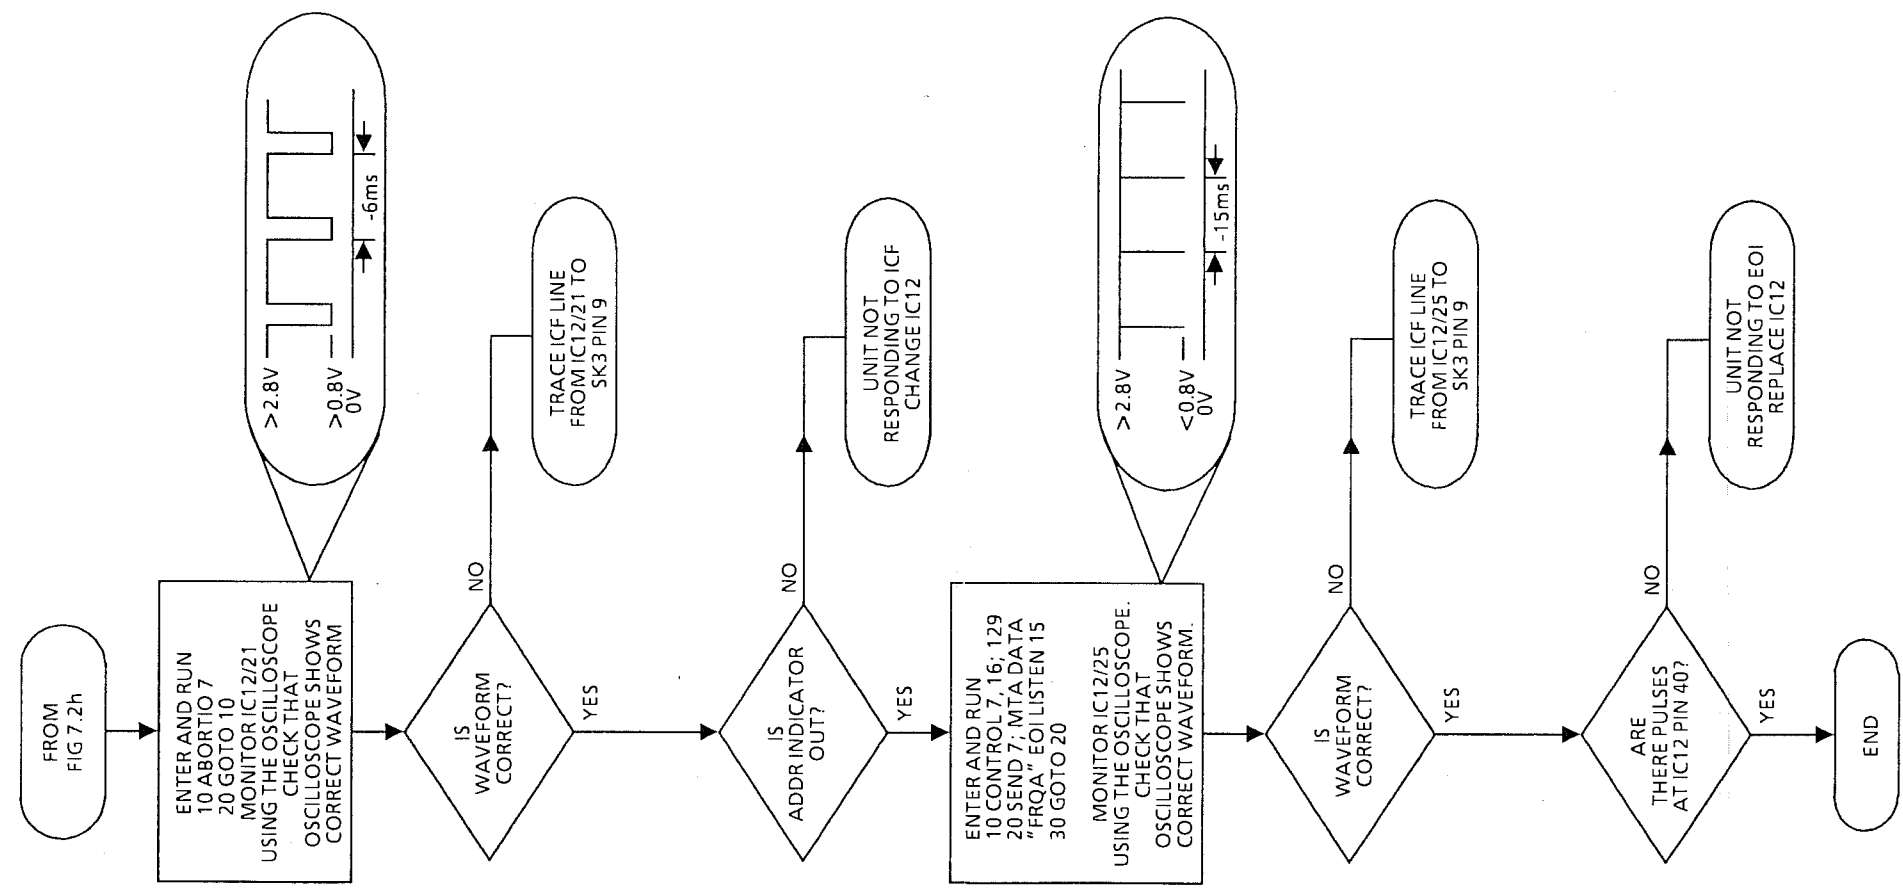 FROM
FIG 7.2h
ENTER AND RUN
10 ABORTIO 7
20 GOTO 10
MONITOR IC12/21
USING THE OSCILLOSCOPE
CHECK THAT
OSCILLOSCOPE SHOWS
CORRECT WAVEFORM
>2.8V
>0.8V
0V
-6ms
IS
WAVEFORM
CORRECT?
NO
TRACE ICF LINE
FROM IC12/21 TO
SK3 PIN 9
YES
IS
ADDR INDICATOR
OUT?
NO
UNIT NOT
RESPONDING TO ICF
CHANGE IC12
YES
ENTER AND RUN
10 CONTROL 7, 16; 129
20 SEND 7; MTA DATA
"FRQA" EOI LISTEN 15
30 GOTO 20
MONITOR IC12/25
USING THE OSCILLOSCOPE.
CHECK THAT
OSCILLOSCOPE SHOWS
CORRECT WAVEFORM.
>2.8V
<0.8V
0V
-15ms
IS
WAVEFORM
CORRECT?
NO
TRACE ICF LINE
FROM IC12/25 TO
SK3 PIN 9
YES
ARE
THERE PULSES
AT IC12 PIN 40?
NO
UNIT NOT
RESPONDING TO EOI
REPLACE IC12
YES
END